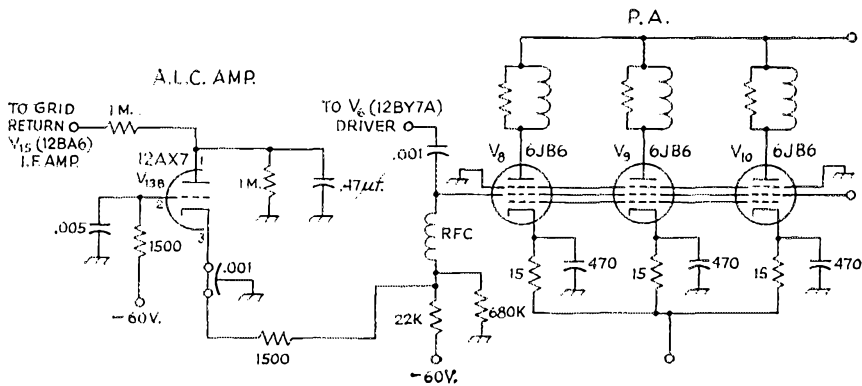 P.A.
A.L.C. AMP.
TO GRID
RETURN
V15 (12BA6)
I.F. AMP.
1 M.
12AX7
V13B
1
2
3
1M.
.47μf.
.005
1500
-60V.
.001
1500
TO V6 (12BY7A)
DRIVER
.001
RFC
22K
680K
-60V.
V8
6JB6
V9
6JB6
V10
6JB6
15
470
15
470
15
470